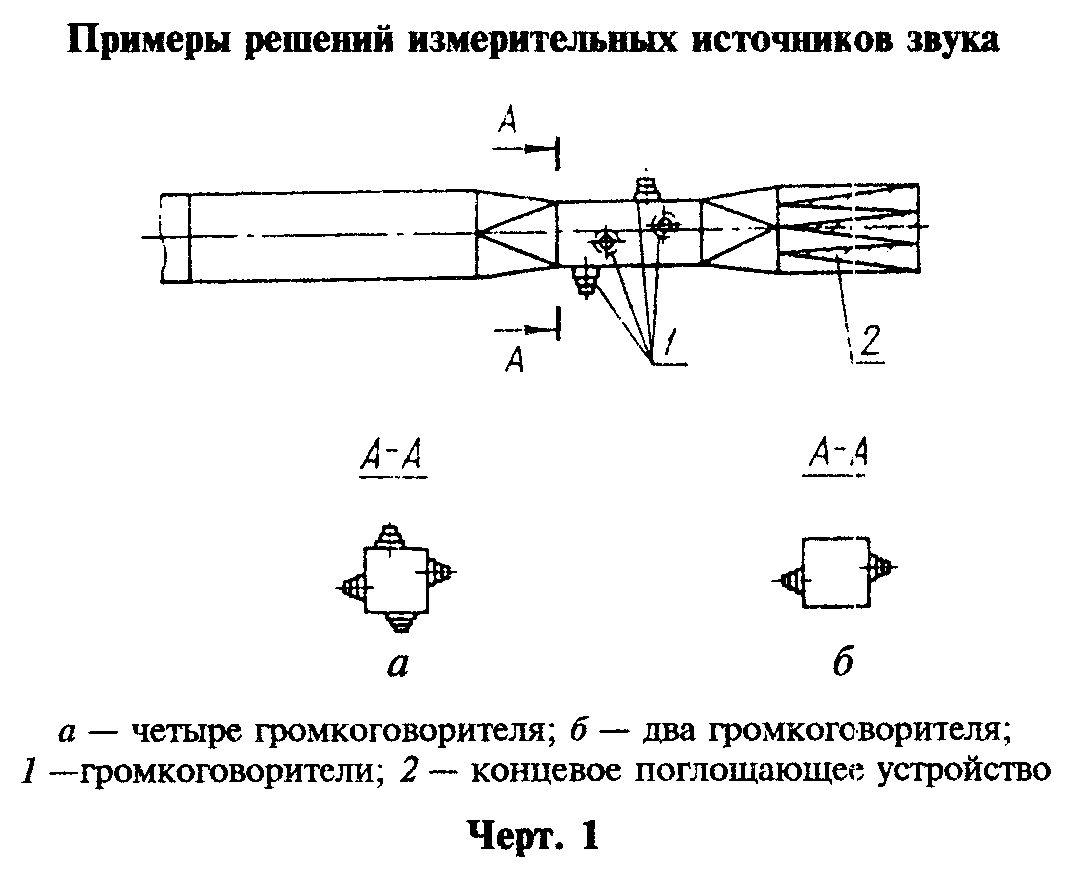 Примеры решений измерительных источников звука
А
А
1
2
А-А
А-А
а
б
а — четыре громкоговорителя; б — два громкоговорителя;
1 —громкоговорители; 2 — концевое поглощающее устройство
Черт. 1